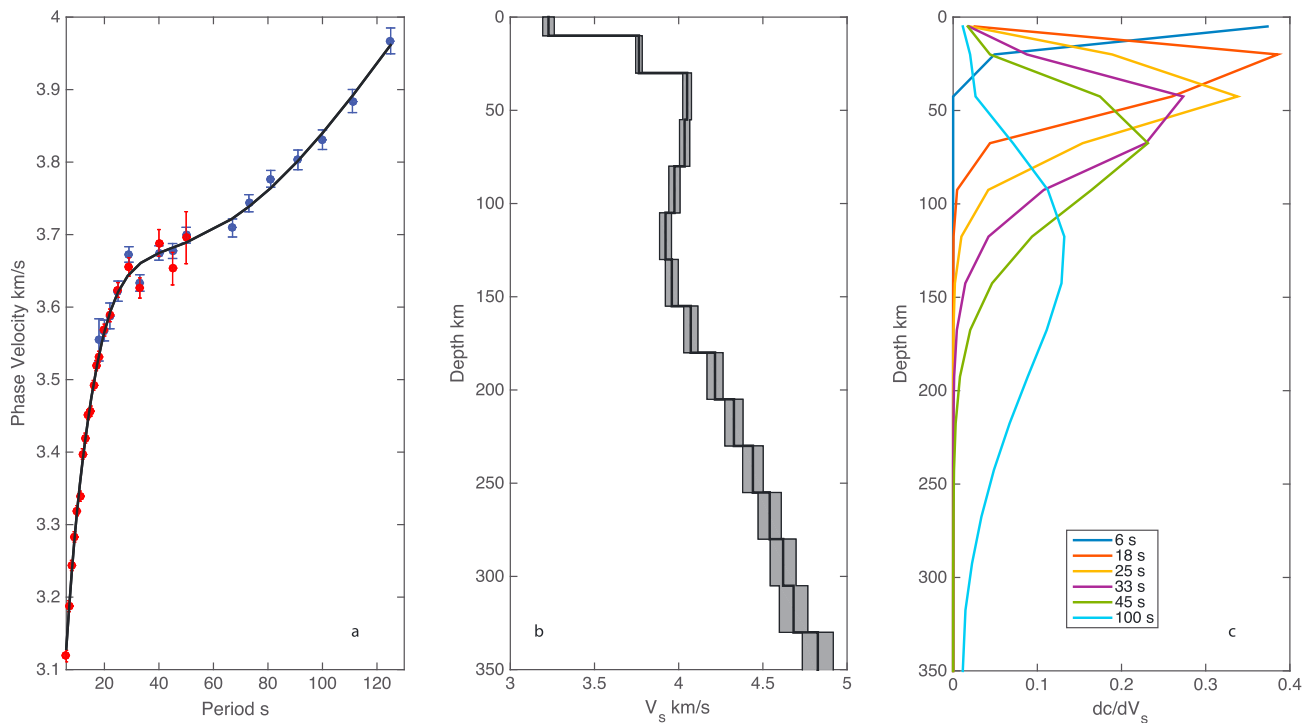 4
3.9
3.8
3.7
3.6
3.5
3.4
3.3
3.2
3.1
Phase Velocity km/s
20
40
60
80
100
120
Period s
a
0
50
100
150
200
250
300
350
Depth km
3
3.5
4
4.5
5
V_s km/s
b
0
50
100
150
200
250
300
350
Depth km
0
0.1
0.2
0.3
0.4
dc/dV_s
6 s
18 s
25 s
33 s
45 s
100 s
c